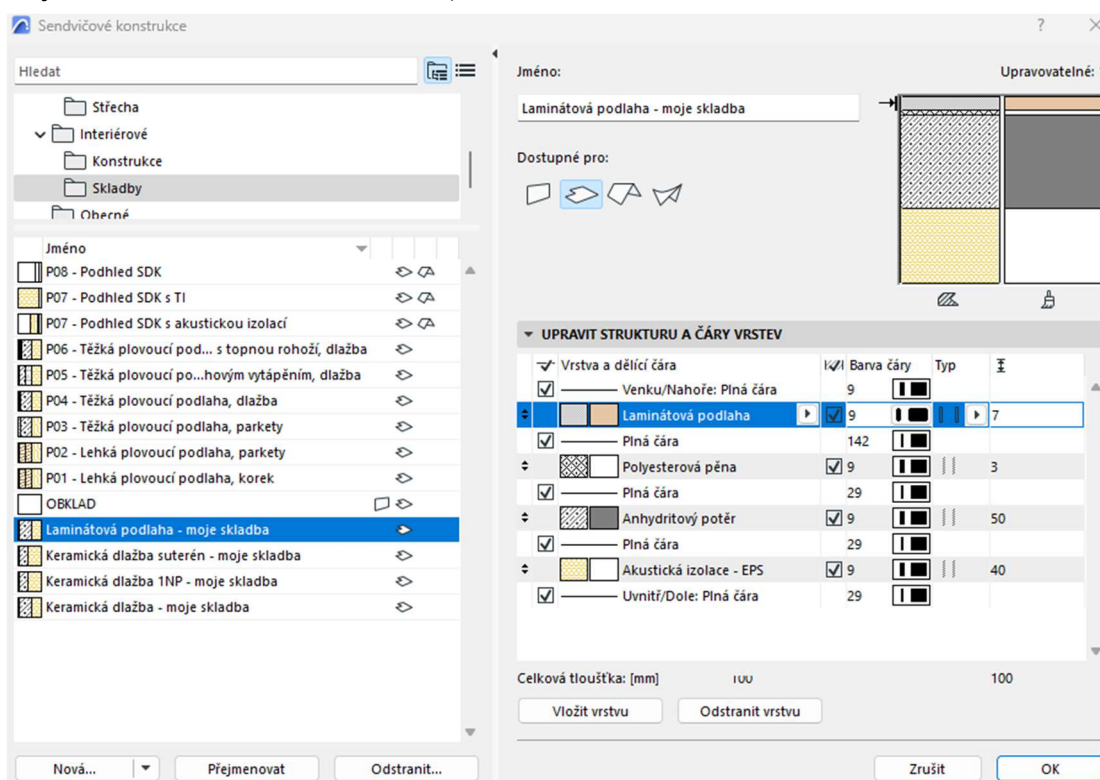 Sendvičové konstrukce ?
Hledat
Střecha
Interiérové
Konstrukce
Skladby
Obecné
Jméno
P08 - Podhled SDK
P07 - Podhled SDK s TI
P07 - Podhled SDK s akustickou izolací
P06 - Těžká plovoucí pod... s topnou rohoží, dlažba
P05 - Těžká plovoucí po...hovým vytápěním, dlažba
P04 - Těžká plovoucí podlaha, dlažba
P03 - Těžká plovoucí podlaha, parkety
P02 - Lehká plovoucí podlaha, parkety
P01 - Lehká plovoucí podlaha, korek
OBKLAD
Laminátová podlaha - moje skladba
Keramická dlažba suterén - moje skladba
Keramická dlažba 1NP - moje skladba
Keramická dlažba - moje skladba
Nová... Přejmenovat Odstranit...
Jméno: Upravovatelné:
Laminátová podlaha - moje skladba
Dostupné pro:
UPRAVIT STRUKTURU A ČÁRY VRSTEV
Vrstva a dělící čára Barva čáry Typ
Venku/Nahoře: Plná čára 9
Laminátová podlaha 9 7
Plná čára 142
Polyesterová pěna 9 3
Plná čára 29
Anhydritový potěr 9 50
Plná čára 29
Akustická izolace - EPS 9 40
Uvnitř/Dole: Plná čára 29
Celková tloušťka: [mm] 100 100
Vložit vrstvu Odstranit vrstvu
Zrušit OK